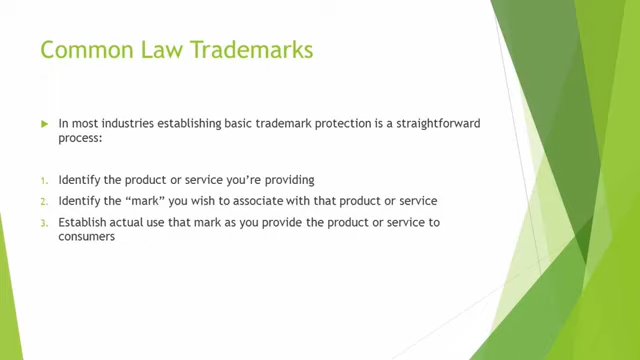 Common Law Trademarks
In most industries establishing basic trademark protection is a straightforward
process:
1. Identify the product or service you're providing
2. Identify the “mark” you wish to associate with that product or service
3. Establish actual use that mark as you provide the product or service to
consumers